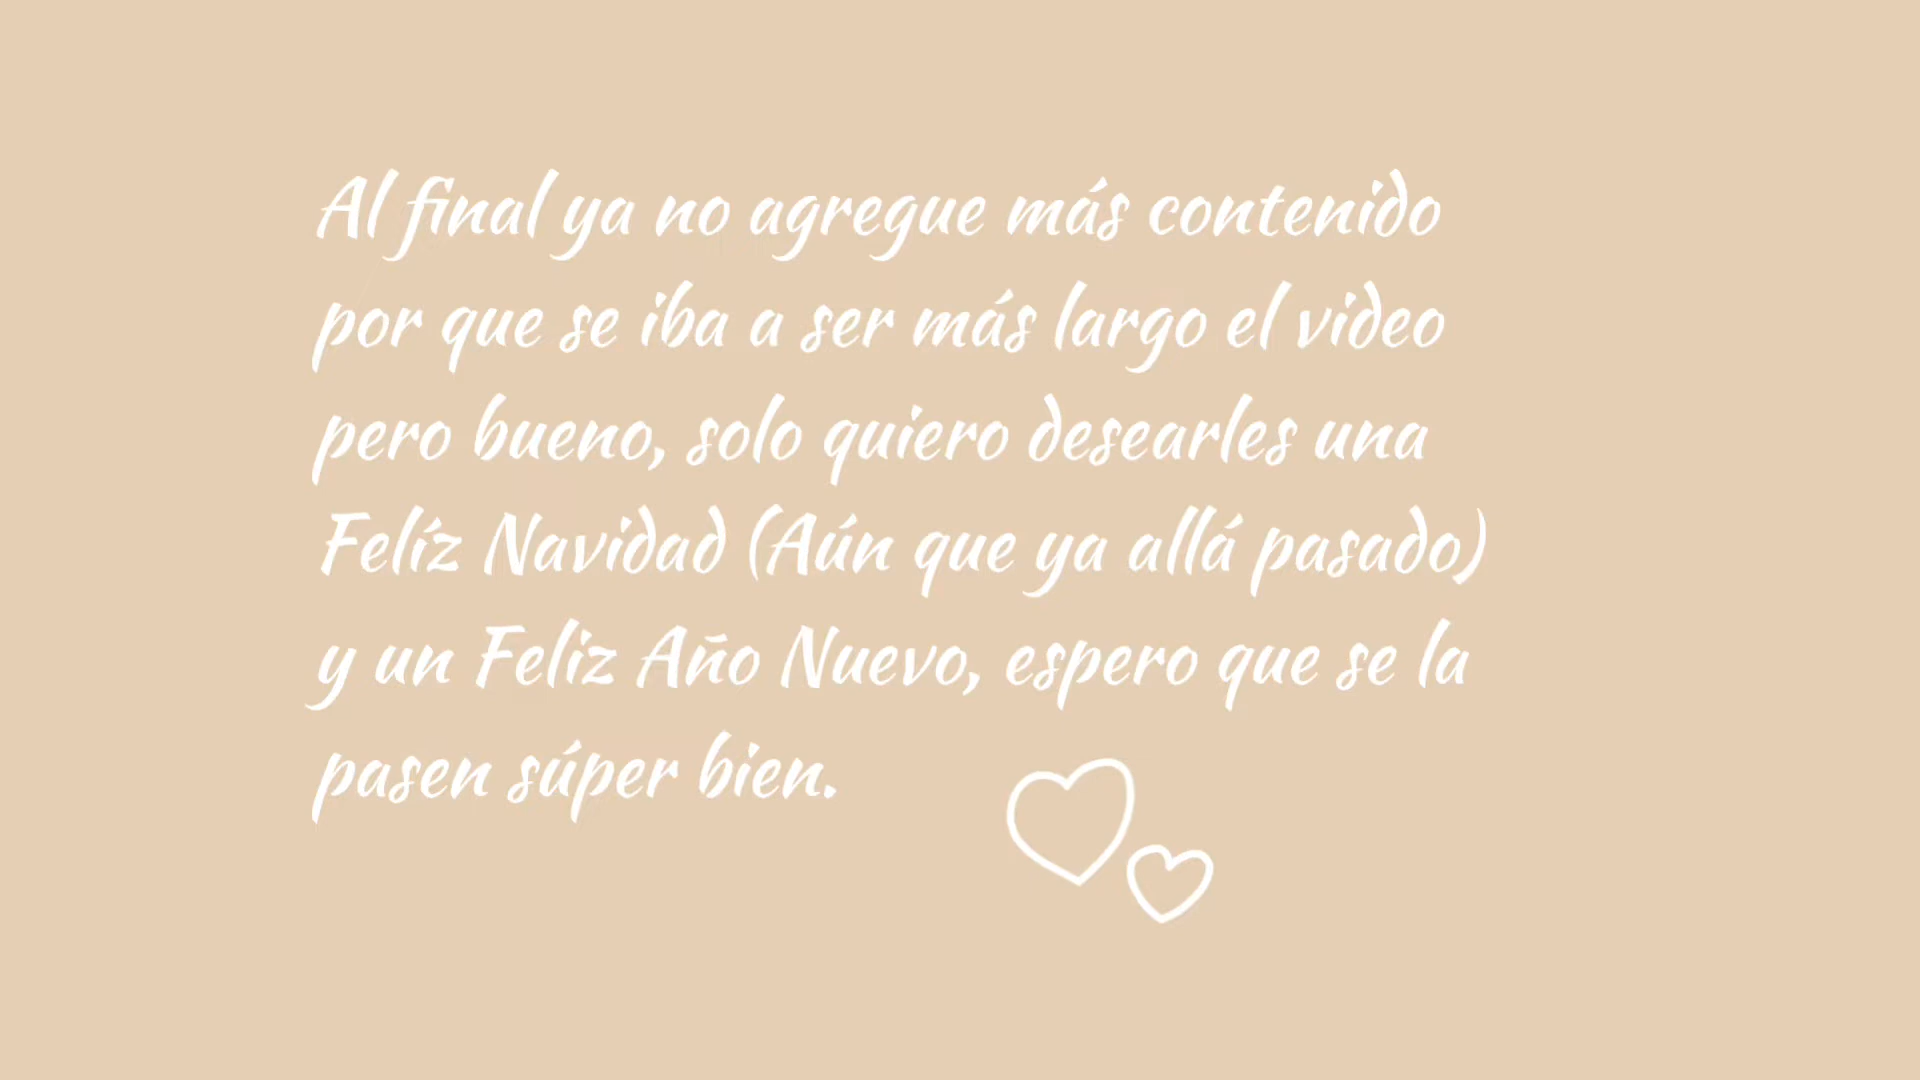 Al final ya no agregue más contenido
por que se iba a ser más largo el video
pero bueno, solo quiero desearles una
Felíz Navidad (Aún que ya allá pasado)
y un Feliz Año Nuevo, espero que se la
pasen súper bien.